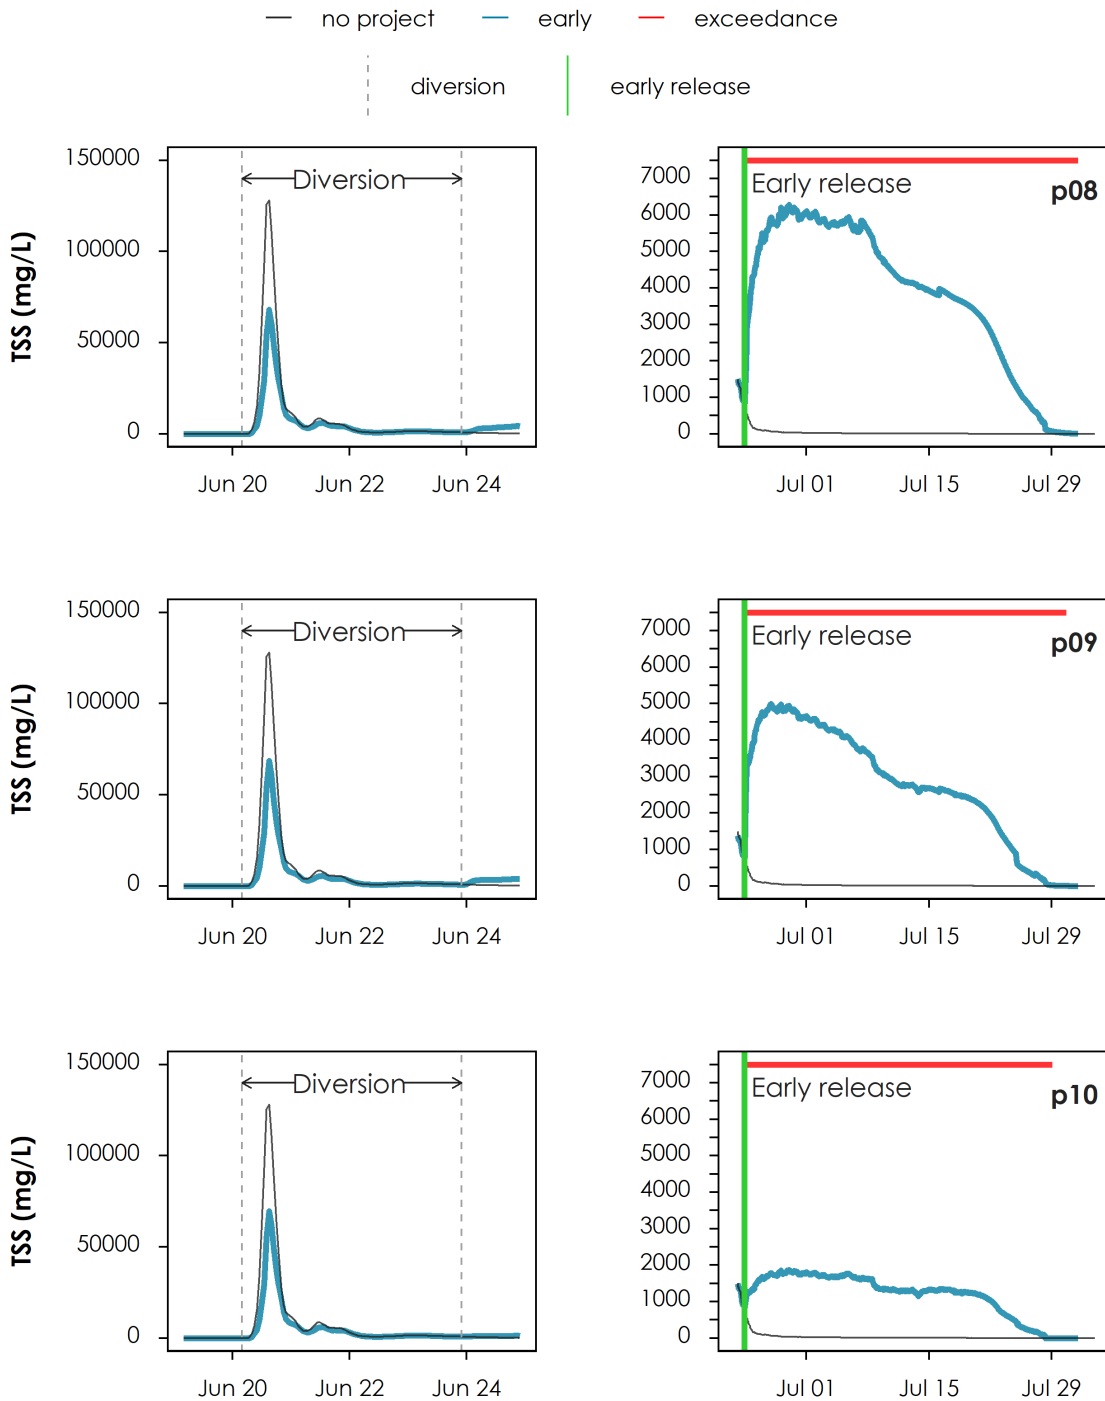 no project early exceedance
diversion early release
150000
100000
50000
0
TSS (mg/L)
Diversion
Jun 20 Jun 22 Jun 24
7000
6000
5000
4000
3000
2000
1000
0
Early release
p08
Jul 01 Jul 15 Jul 29
150000
100000
50000
0
TSS (mg/L)
Diversion
Jun 20 Jun 22 Jun 24
7000
6000
5000
4000
3000
2000
1000
0
Early release
p09
Jul 01 Jul 15 Jul 29
150000
100000
50000
0
TSS (mg/L)
Diversion
Jun 20 Jun 22 Jun 24
7000
6000
5000
4000
3000
2000
1000
0
Early release
p10
Jul 01 Jul 15 Jul 29